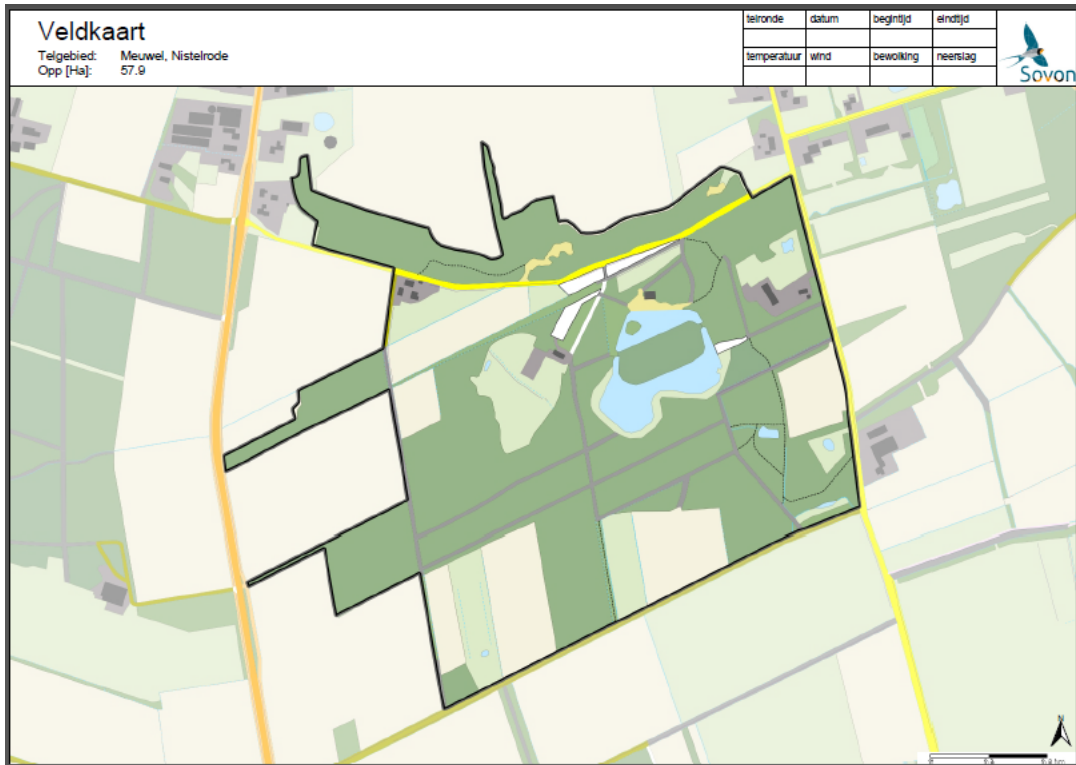 Veldkaart
Telgebied: Meuwel, Nistelrode
Opp [Ha]: 57.9
telronde datum begintijd eindtijd
temperatuur wind bewolking neerslag
Sovon
N